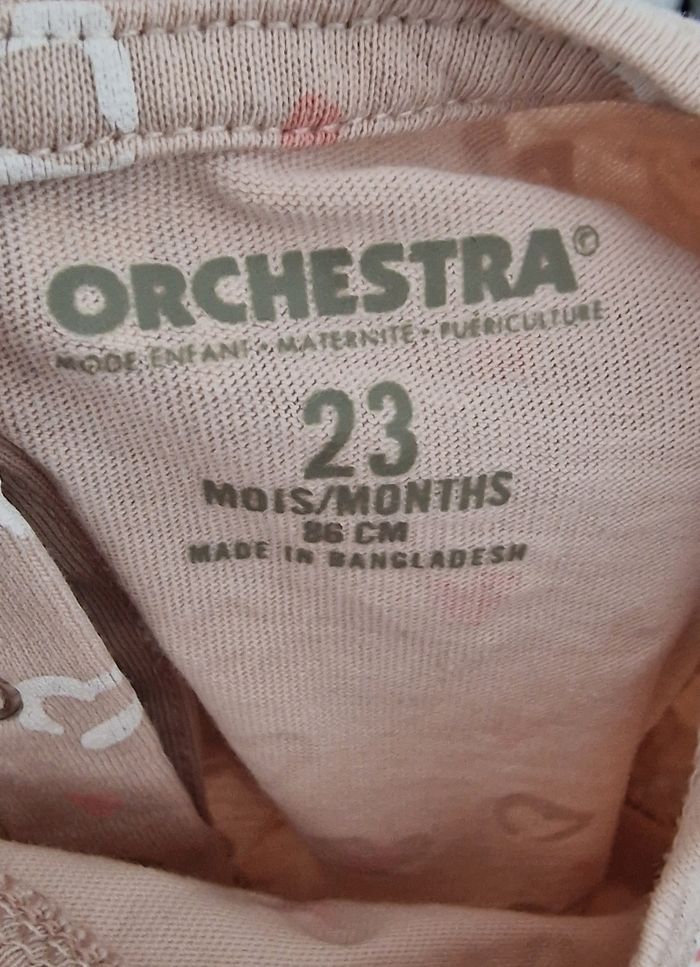 ORCHESTRA©
MODE ENFANT • MATERNITÉ • PUÉRICULTURE
23
MOIS/MONTHS
86 CM
MADE IN BANGLADESH